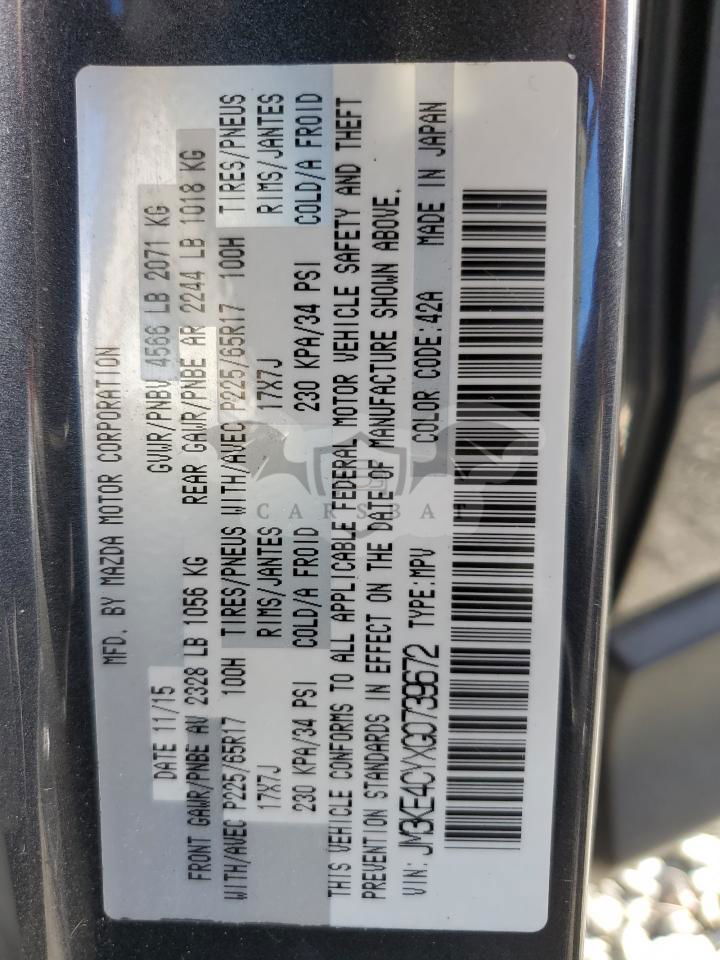 MFD. BY MAZDA MOTOR CORPORATION
DATE 11/15 GVWR/PNBV 4566 LB 2071 KG
FRONT GAWR/PNBE AV 2328 LB 1056 KG REAR GAWR/PNBE AR 2244 LB 1018 KG
WITH/AVEC P225/65R17 100H TIRES/PNEUS WITH/AVEC P225/65R17 100H TIRES/PNEUS
17X7J RIMS/JANTES 17X7J RIMS/JANTES
230 KPA/34 PSI COLD/A FROID 230 KPA/34 PSI COLD/A FROID
THIS VEHICLE CONFORMS TO ALL APPLICABLE FEDERAL MOTOR VEHICLE SAFETY AND THEFT
PREVENTION STANDARDS IN EFFECT ON THE DATE OF MANUFACTURE SHOWN ABOVE.
VIN: JM3KE4CYXG0739672 TYPE:MPV COLOR CODE:42A MADE IN JAPAN
CARSBAT